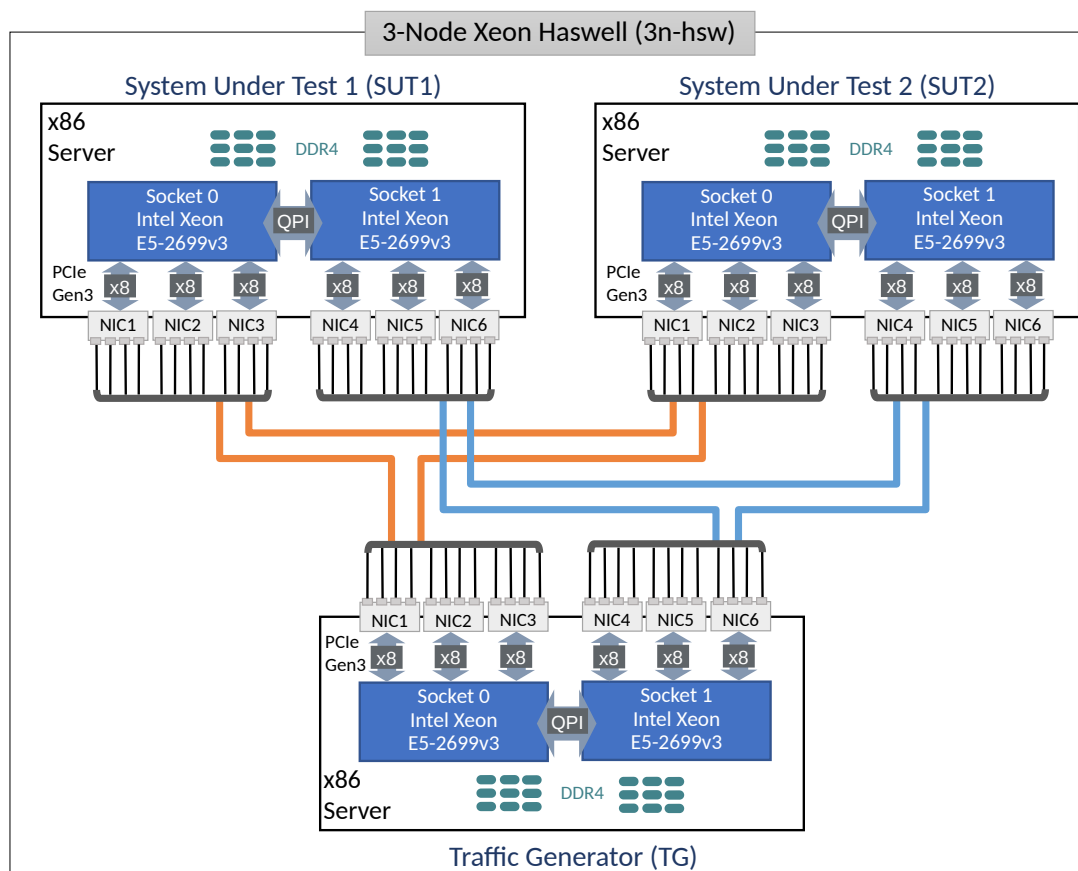 3-Node Xeon Haswell (3n-hsw)
System Under Test 1 (SUT1)
x86
Server
DDR4
Socket 0
Intel Xeon
E5-2699v3
QPI
Socket 1
Intel Xeon
E5-2699v3
PCIe
Gen3
x8
x8
x8
x8
x8
x8
NIC1
NIC2
NIC3
NIC4
NIC5
NIC6
System Under Test 2 (SUT2)
x86
Server
DDR4
Socket 0
Intel Xeon
E5-2699v3
QPI
Socket 1
Intel Xeon
E5-2699v3
PCIe
Gen3
x8
x8
x8
x8
x8
x8
NIC1
NIC2
NIC3
NIC4
NIC5
NIC6
NIC1
NIC2
NIC3
NIC4
NIC5
NIC6
PCIe
Gen3
x8
x8
x8
x8
x8
x8
Socket 0
Intel Xeon
E5-2699v3
QPI
Socket 1
Intel Xeon
E5-2699v3
x86
Server
DDR4
Traffic Generator (TG)